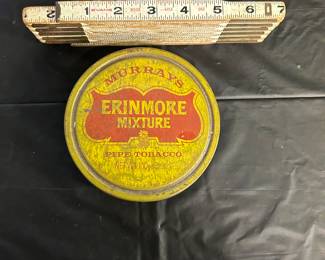 2 1 2 3 4 5 6 7
MURRAYS
ERINMORE
MIXTURE
PIPE TOBACCO